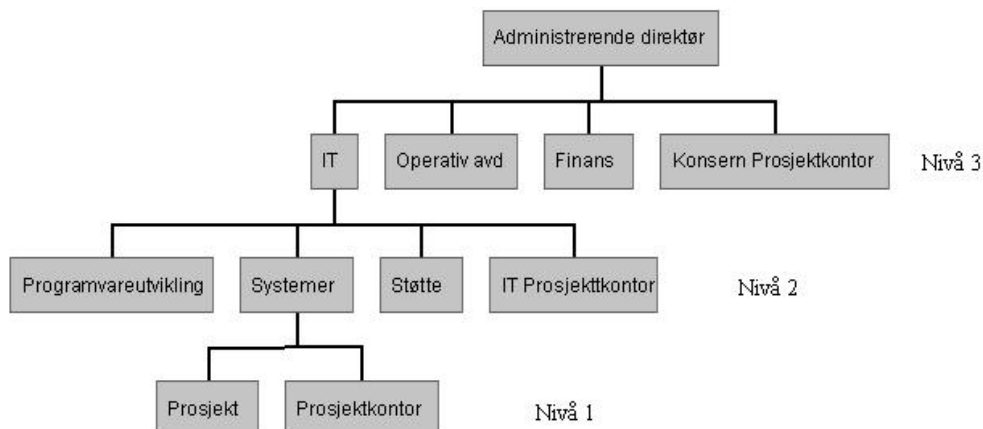 Administrerende direktør
IT
Operativ avd
Finans
Konsern Prosjektkontor
Nivå 3
Programvareutvikling
Systemer
Støtte
IT Prosjekttkontor
Nivå 2
Prosjekt
Prosjektkontor
Nivå 1